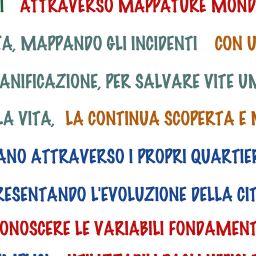 ATTRAVERSO MAPPATURE MOND
TA, MAPPANDO GLI INCIDENTI CON U
ANIFICAZIONE, PER SALVARE VITE UM
LA VITA, LA CONTINUA SCOPERTA E
ANO ATTRAVERSO I PROPRI QUARTIER
RESENTANDO L'EVOLUZIONE DELLA CIT
ONOSCERE LE VARIABILI FONDAMENT